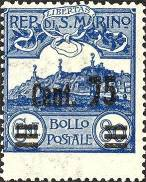 LIBERTAS
REP. DI S. MARINO
Cent. 75
BOLLO
POSTALE